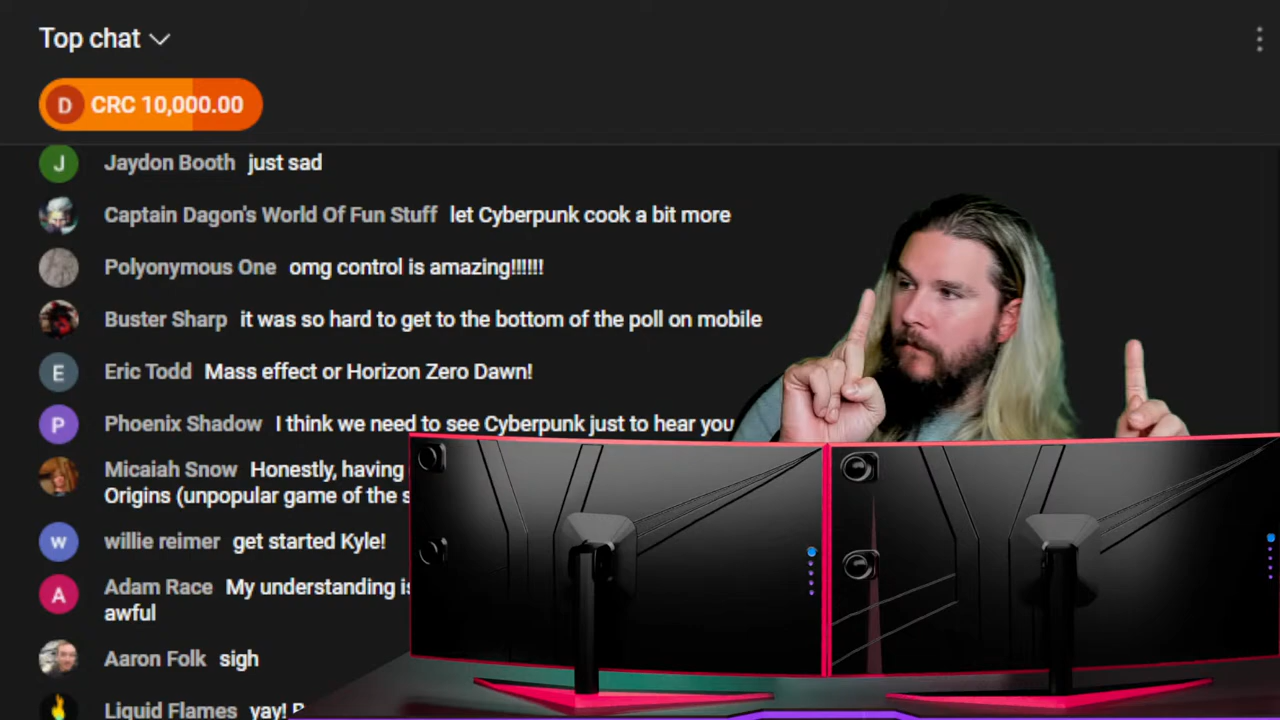 Top chat
D CRC 10,000.00
J Jaydon Booth just sad
Captain Dagon's World Of Fun Stuff let Cyberpunk cook a bit more
Polyonymous One omg control is amazing!!!!!!
Buster Sharp it was so hard to get to the bottom of the poll on mobile
E Eric Todd Mass effect or Horizon Zero Dawn!
P Phoenix Shadow I think we need to see Cyberpunk just to hear you
Micaiah Snow Honestly, having
Origins (unpopular game of the s
w willie reimer get started Kyle!
A Adam Race My understanding is
awful
Aaron Folk sigh
Liquid Flames yay!